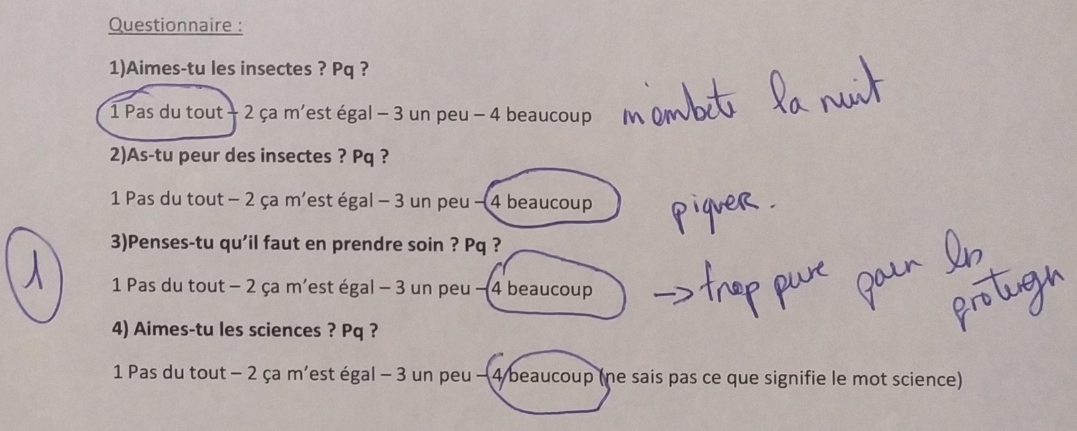 Questionnaire :
1)Aimes-tu les insectes ? Pq ?
1 Pas du tout – 2 ça m'est égal – 3 un peu – 4 beaucoup m'embete la nuit
2)As-tu peur des insectes ? Pq ?
1 Pas du tout – 2 ça m'est égal – 3 un peu – 4 beaucoup piquer.
3)Penses-tu qu'il faut en prendre soin ? Pq ?
1 1 Pas du tout – 2 ça m'est égal – 3 un peu – 4 beaucoup → trop pure pour les
protéger
4) Aimes-tu les sciences ? Pq ?
1 Pas du tout – 2 ça m'est égal – 3 un peu – 4 beaucoup (ne sais pas ce que signifie le mot science)